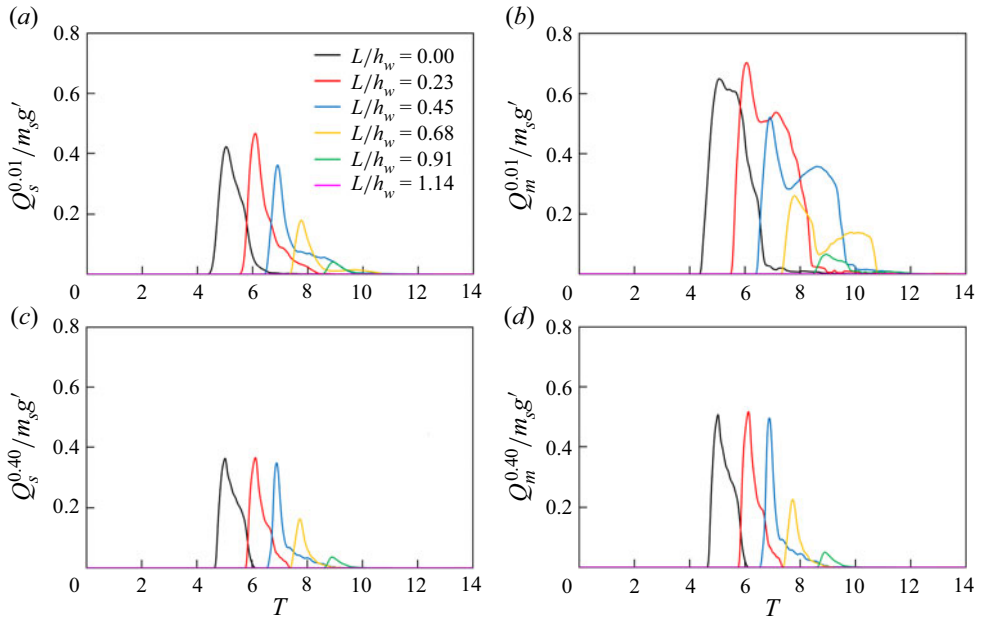 (a)
0.8
0.6
0.4
0.2
0 2 4 6 8 10 12 14
Q_s^{0.01}/m_s g′
L/h_w = 0.00
L/h_w = 0.23
L/h_w = 0.45
L/h_w = 0.68
L/h_w = 0.91
L/h_w = 1.14
(b)
0.8
0.6
0.4
0.2
0 2 4 6 8 10 12 14
Q_m^{0.01}/m_s g′
(c)
0.8
0.6
0.4
0.2
0 2 4 6 8 10 12 14
Q_s^{0.40}/m_s g′
T
(d)
0.8
0.6
0.4
0.2
0 2 4 6 8 10 12 14
Q_m^{0.40}/m_s g′
T